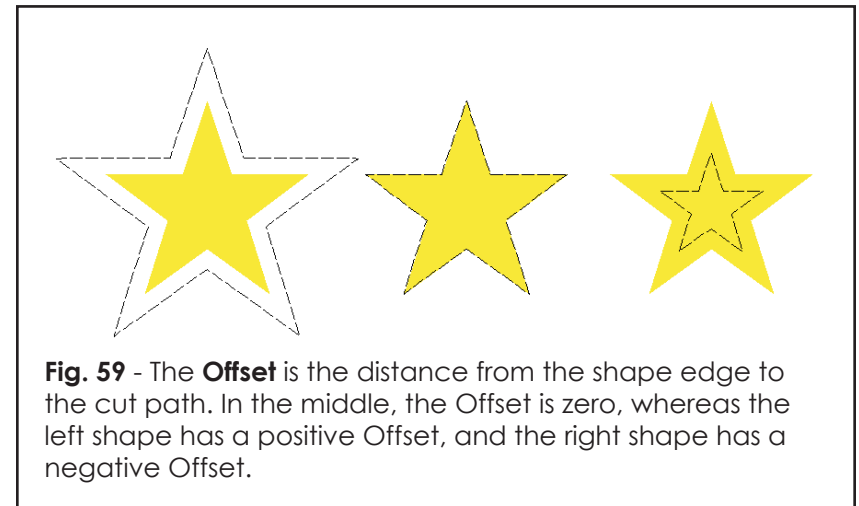 Fig. 59 - The Offset is the distance from the shape edge to
the cut path. In the middle, the Offset is zero, whereas the
left shape has a positive Offset, and the right shape has a
negative Offset.